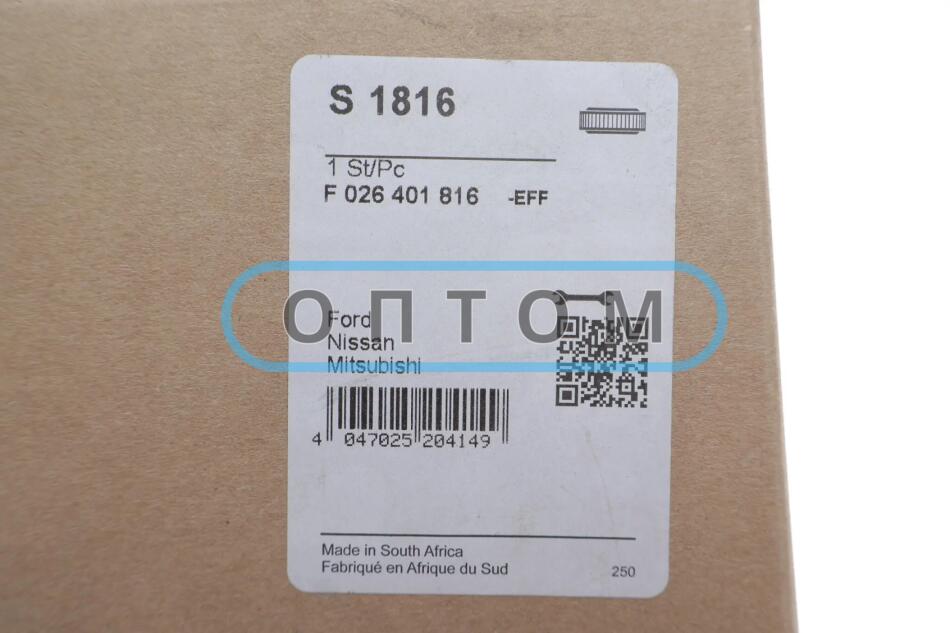 S 1816
1 St/Pc
F 026 401 816 -EFF
ОПТОМ
Ford
Nissan
Mitsubishi
4 047025 204149
Made in South Africa
Fabriqué en Afrique du Sud
250